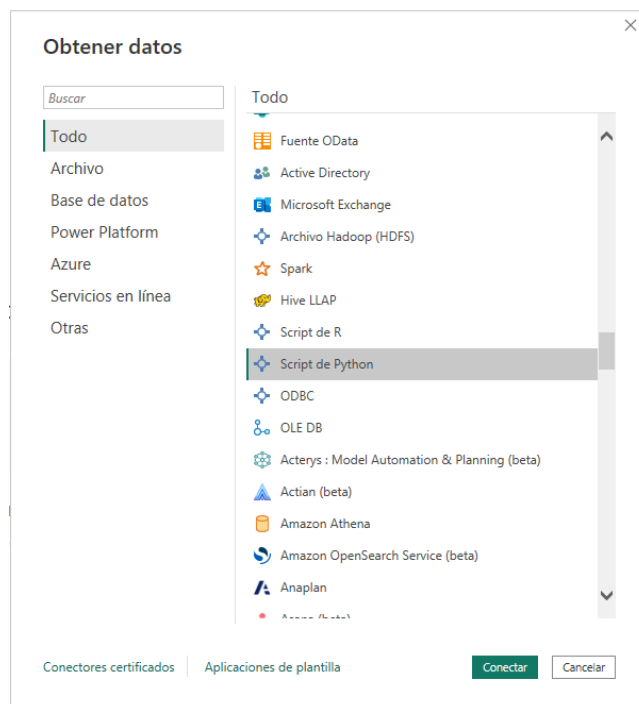 Obtener datos
Buscar
Todo
Archivo
Base de datos
Power Platform
Azure
Servicios en línea
Otras
Todo
Fuente OData
Active Directory
Microsoft Exchange
Archivo Hadoop (HDFS)
Spark
Hive LLAP
Script de R
Script de Python
ODBC
OLE DB
Acterys : Model Automation & Planning (beta)
Actian (beta)
Amazon Athena
Amazon OpenSearch Service (beta)
Anaplan
Conectores certificados
Aplicaciones de plantilla
Conectar
Cancelar